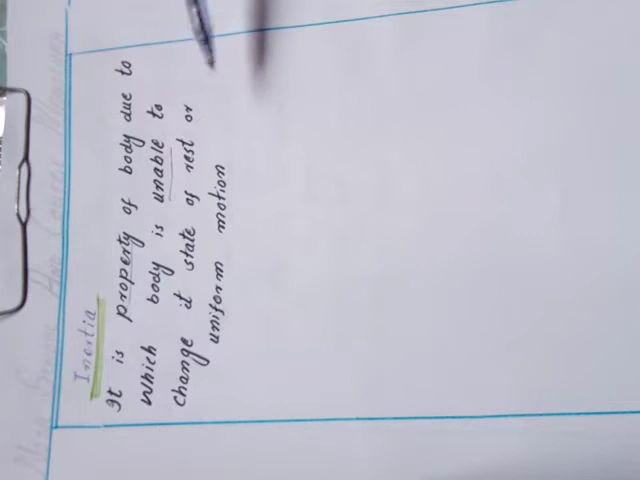 Inertia
It is property of body due to
which body is unable to
change it state of rest or
uniform motion